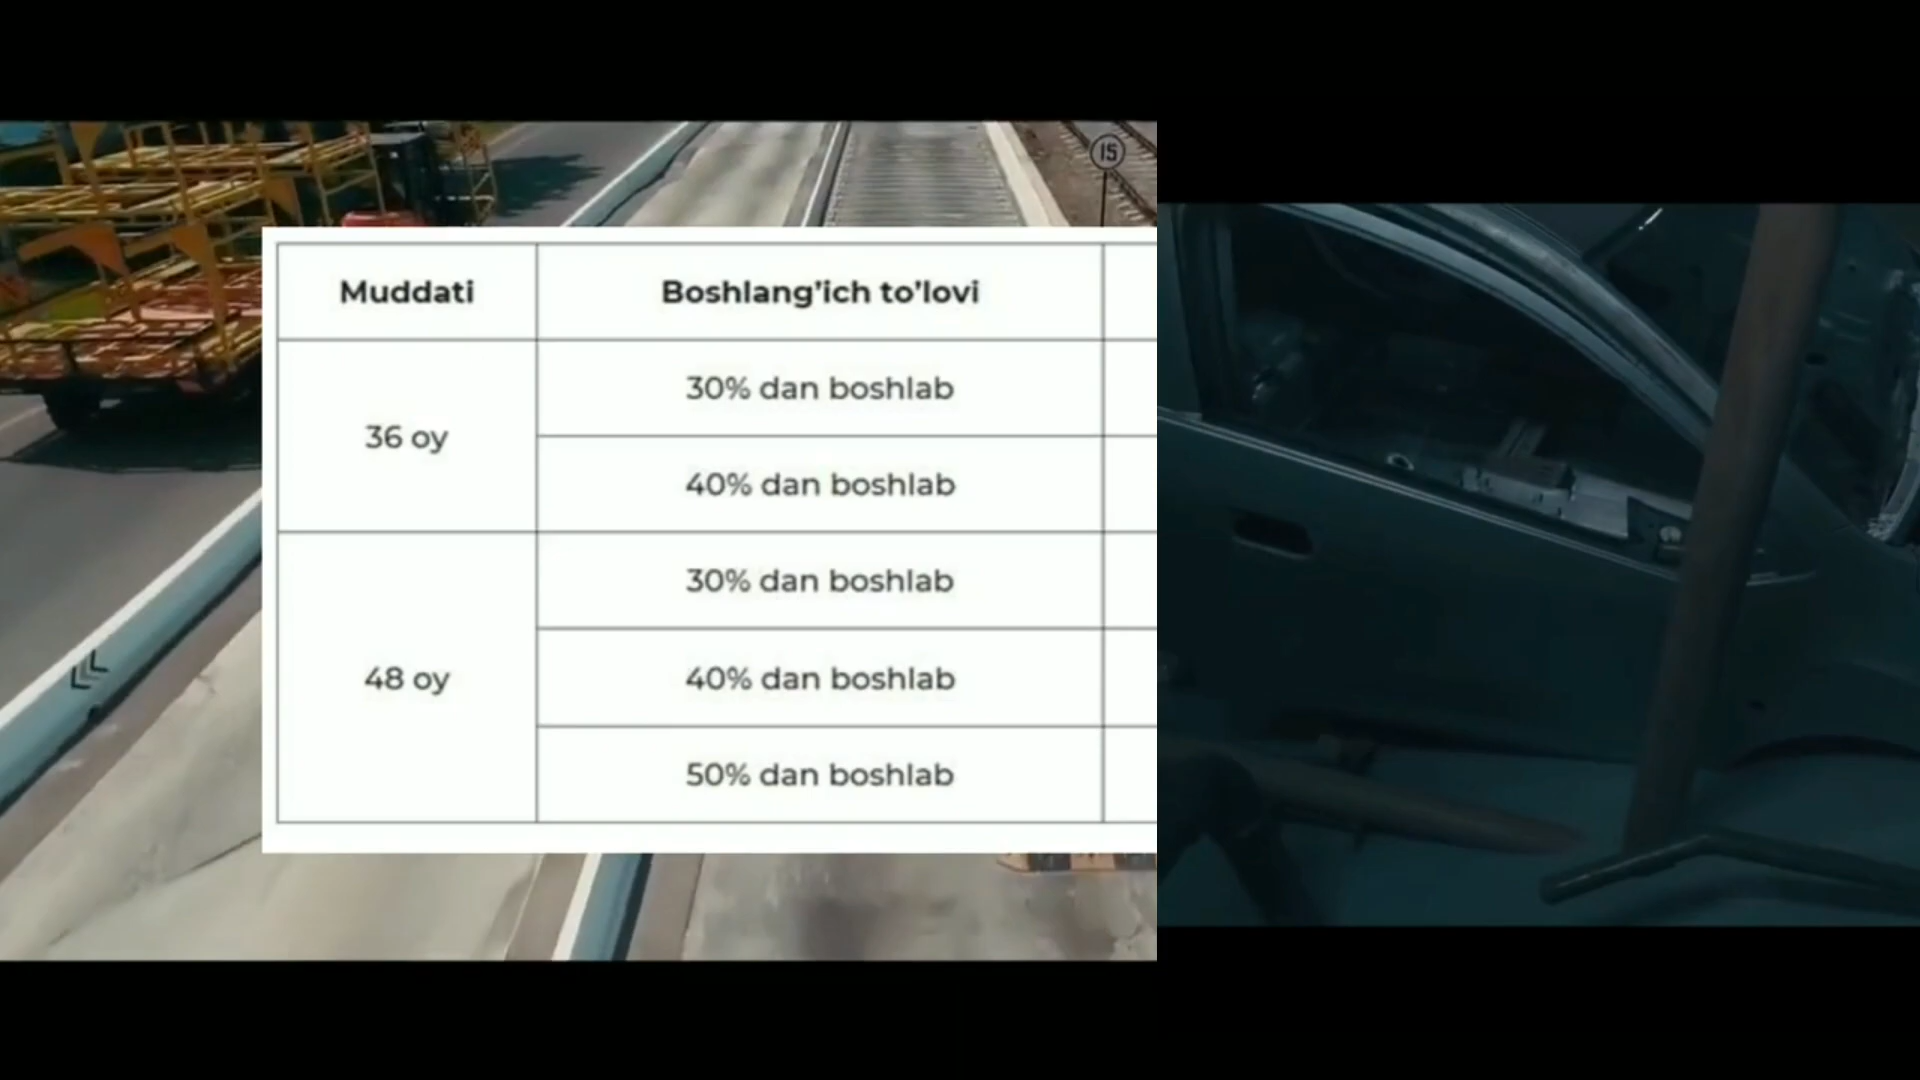 15
Muddati Boshlang'ich to'lovi
36 oy
30% dan boshlab
40% dan boshlab
48 oy
30% dan boshlab
40% dan boshlab
50% dan boshlab